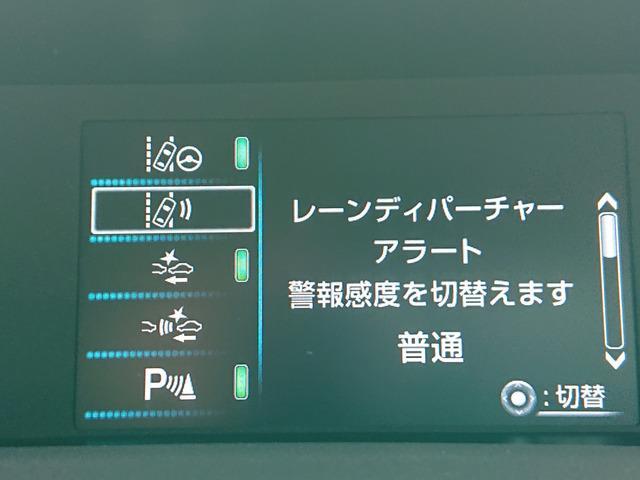 レーンディパーチャー
アラート
警報感度を切替えます
普通
P
:切替